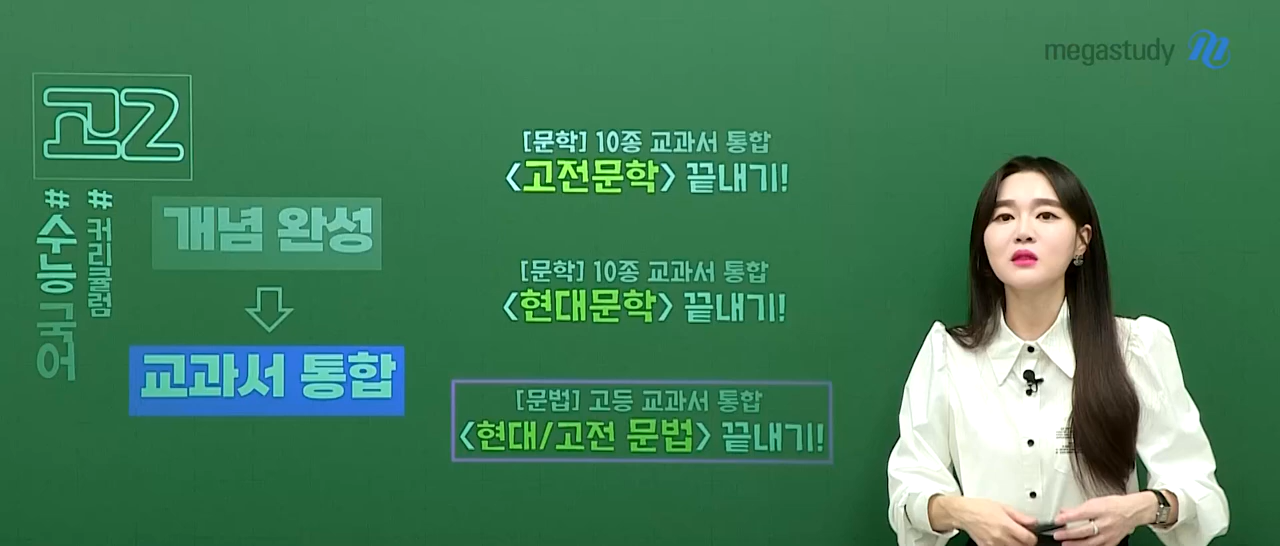 megastudy
고2
#수능국어
#커리큘럼
개념 완성
교과서 통합
[문학] 10종 교과서 통합
<고전문학> 끝내기!
[문학] 10종 교과서 통합
<현대문학> 끝내기!
[문법] 고등 교과서 통합
<현대/고전 문법> 끝내기!